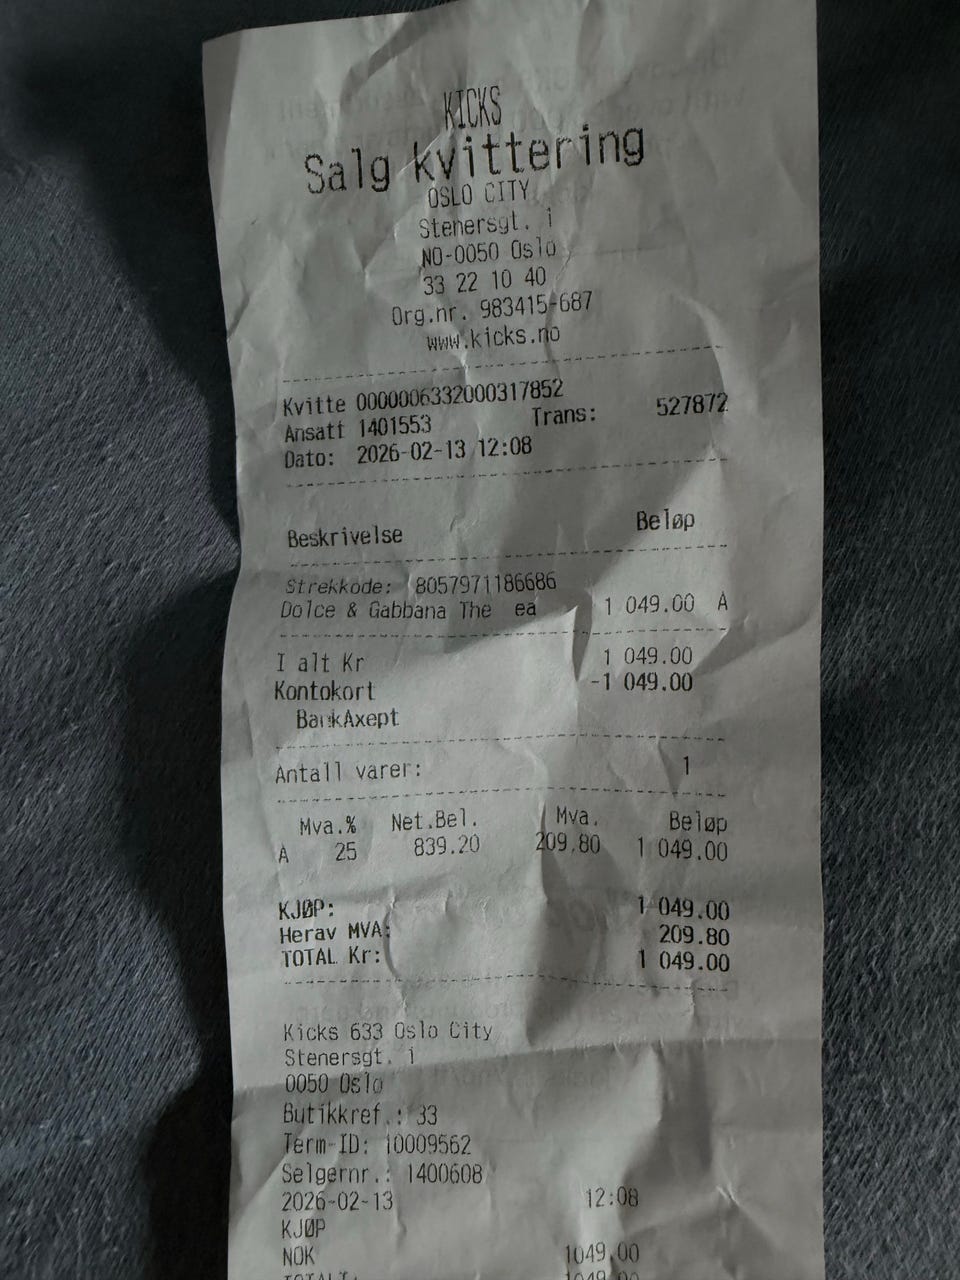 KICKS
Salg kvittering
OSLO CITY
Stenersgt. 1
NO-0050 Oslo
33 22 10 40
Org.nr. 983415-687
www.kicks.no
Kvitte 0000006332000317852
Ansatt 1401553 Trans: 527872
Dato: 2026-02-13 12:08
Beskrivelse Beløp
Strekkode: 8057971186686
Dolce & Gabbana The ea 1 049.00 A
I alt Kr 1 049.00
Kontokort -1 049.00
BankAxept
Antall varer: 1
Mva.% Net.Bel. Mva. Beløp
A 25 839.20 209.80 1 049.00
KJØP: 1 049.00
Herav MVA: 209.80
TOTAL Kr: 1 049.00
Kicks 633 Oslo City
Stenersgt. 1
0050 Oslo
Butikkref.: 33
Term-ID: 10009562
Selgernr.: 1400608
2026-02-13 12:08
KJØP
NOK 1049.00
TOTALT: 1049.00